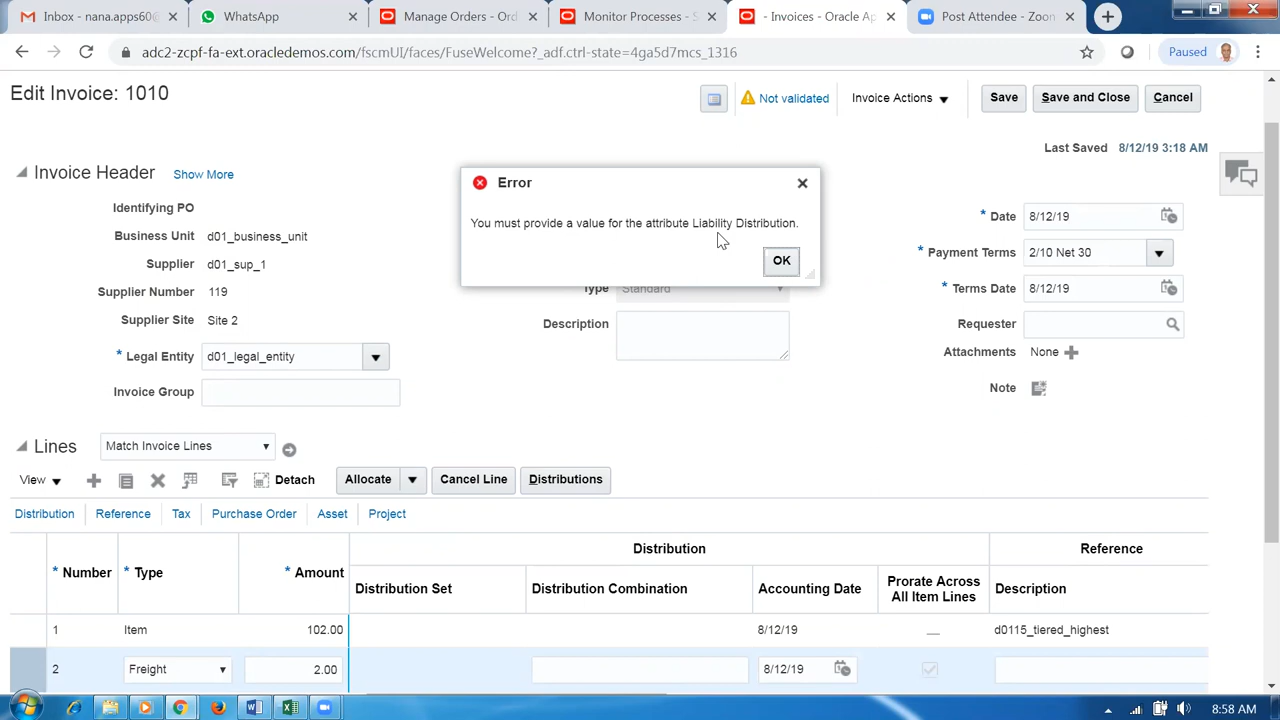 Inbox - nana.apps60
WhatsApp
Manage Orders
Monitor Processes - S
- Invoices - Oracle Ap
Post Attendee - Zoom
adc2-zcpf-fa-ext.oracledemos.com/fscmUI/faces/FuseWelcome?_adf.ctrl-state=4ga5d7mcs_1316
Paused
Edit Invoice: 1010
Not validated
Invoice Actions
Save
Save and Close
Cancel
Last Saved 8/12/19 3:18 AM
Invoice Header Show More
Identifying PO
Business Unit d01_business_unit
Supplier d01_sup_1
Supplier Number 119
Supplier Site Site 2
* Legal Entity d01_legal_entity
Invoice Group
Error
You must provide a value for the attribute Liability Distribution.
OK
Type Standard
Description
* Date 8/12/19
* Payment Terms 2/10 Net 30
* Terms Date 8/12/19
Requester
Attachments None
Note
Lines Match Invoice Lines
View Detach Allocate Cancel Line Distributions
Distribution Reference Tax Purchase Order Asset Project
Distribution Reference
* Number * Type * Amount Distribution Set Distribution Combination Accounting Date Prorate Across All Item Lines Description
1 Item 102.00 8/12/19 d0115_tiered_highest
2 Freight 2.00 8/12/19
8:58 AM